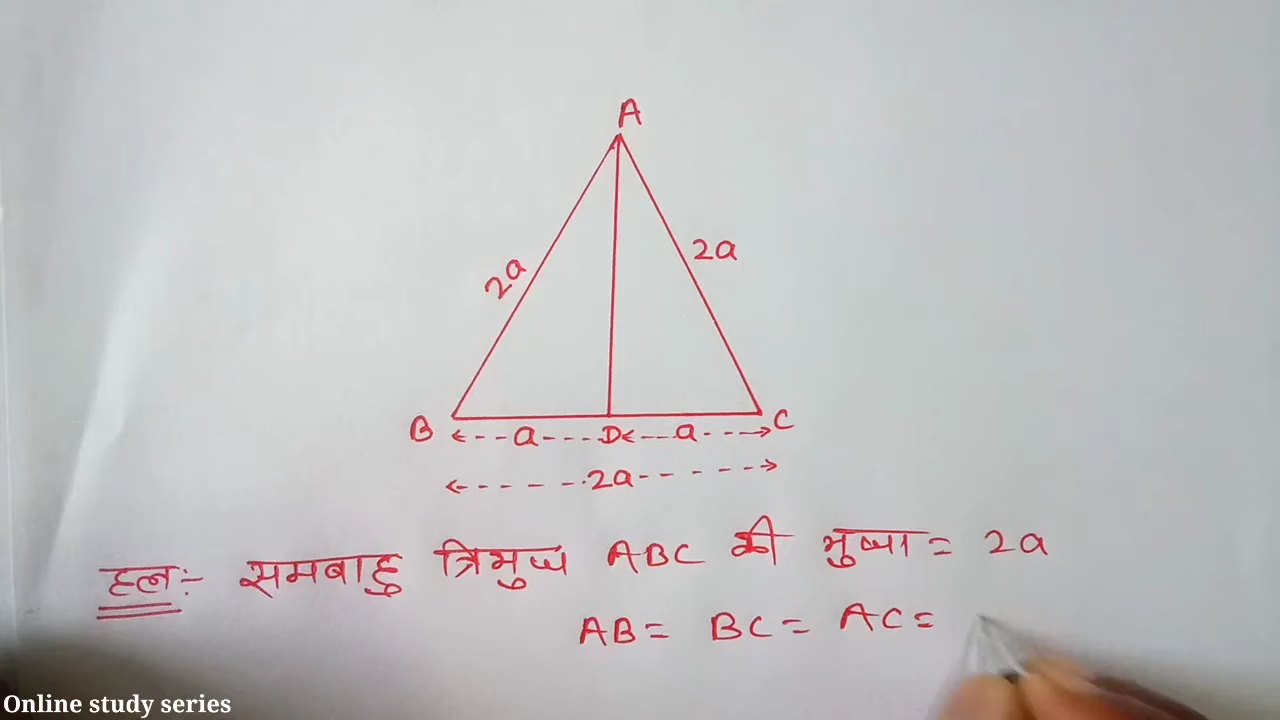 A
2a
2a
B
C
<---a----D<---a---->
<------2a------>
हल:- समबाहु त्रिभुज ABC की भुजा = 2a
AB = BC = AC =
Online study series